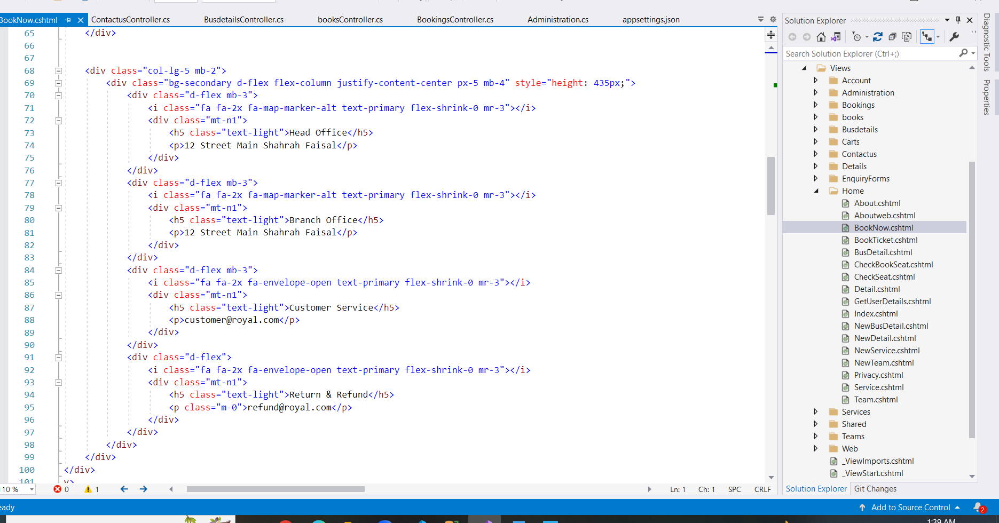 BookNow.cshtml
ContactusController.cs
BusdetailsController.cs
booksController.cs
BookingsController.cs
Administration.cs
appsettings.json
65 </div>
66
67
68 <div class="col-lg-5 mb-2">
69 <div class="bg-secondary d-flex flex-column justify-content-center px-5 mb-4" style="height: 435px;">
70 <div class="d-flex mb-3">
71 <i class="fa fa-2x fa-map-marker-alt text-primary flex-shrink-0 mr-3"></i>
72 <div class="mt-n1">
73 <h5 class="text-light">Head Office</h5>
74 <p>12 Street Main Shahrah Faisal</p>
75 </div>
76 </div>
77 <div class="d-flex mb-3">
78 <i class="fa fa-2x fa-map-marker-alt text-primary flex-shrink-0 mr-3"></i>
79 <div class="mt-n1">
80 <h5 class="text-light">Branch Office</h5>
81 <p>12 Street Main Shahrah Faisal</p>
82 </div>
83 </div>
84 <div class="d-flex mb-3">
85 <i class="fa fa-2x fa-envelope-open text-primary flex-shrink-0 mr-3"></i>
86 <div class="mt-n1">
87 <h5 class="text-light">Customer Service</h5>
88 <p>customer@royal.com</p>
89 </div>
90 </div>
91 <div class="d-flex">
92 <i class="fa fa-2x fa-envelope-open text-primary flex-shrink-0 mr-3"></i>
93 <div class="mt-n1">
94 <h5 class="text-light">Return & Refund</h5>
95 <p class="m-0">refund@royal.com</p>
96 </div>
97 </div>
98 </div>
99 </div>
100 </div>
101
10 %
0
1
Ln: 1
Ch: 1
SPC
CRLF
Solution Explorer
Search Solution Explorer (Ctrl+;)
Views
Account
Administration
Bookings
books
Busdetails
Carts
Contactus
Details
EnquiryForms
Home
About.cshtml
Aboutweb.cshtml
BookNow.cshtml
BookTicket.cshtml
BusDetail.cshtml
CheckBookSeat.cshtml
CheckSeat.cshtml
Detail.cshtml
GetUserDetails.cshtml
Index.cshtml
NewBusDetail.cshtml
NewDetail.cshtml
NewService.cshtml
NewTeam.cshtml
Privacy.cshtml
Service.cshtml
Team.cshtml
Services
Shared
Teams
Web
_ViewImports.cshtml
_ViewStart.cshtml
Solution Explorer
Git Changes
Diagnostic Tools
Properties
eady
Add to Source Control
2
1:39 AM